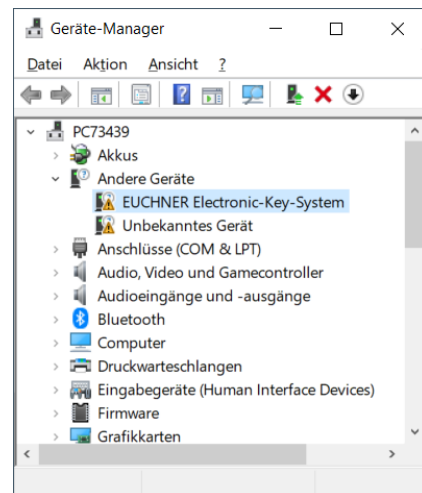 Geräte-Manager
Datei Aktion Ansicht ?
PC73439
Akkus
Andere Geräte
EUCHNER Electronic-Key-System
Unbekanntes Gerät
Anschlüsse (COM & LPT)
Audio, Video und Gamecontroller
Audioeingänge und -ausgänge
Bluetooth
Computer
Druckwarteschlangen
Eingabegeräte (Human Interface Devices)
Firmware
Grafikkarten